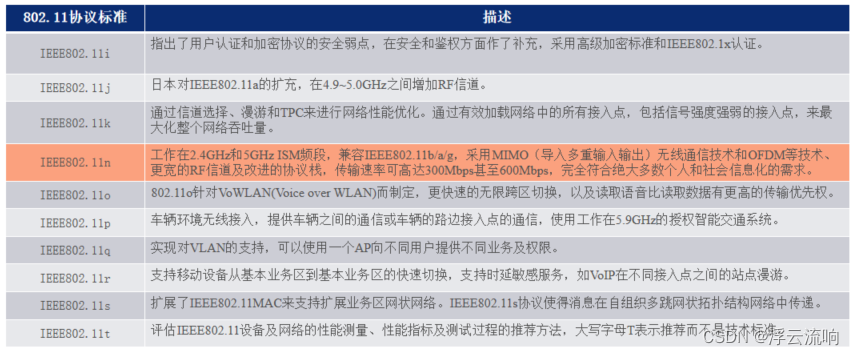 802.11协议标准 描述
IEEE802.11i 指出了用户认证和加密协议的安全弱点，在安全和鉴权方面作了补充，采用高级加密标准和IEEE802.1x认证。
IEEE802.11j 日本对IEEE802.11a的扩充，在4.9~5.0GHz之间增加RF信道。
IEEE802.11k 通过信道选择、漫游和TPC来进行网络性能优化。通过有效加载网络中的所有接入点，包括信号强度强弱的接入点，来最
大化整个网络吞吐量。
IEEE802.11n 工作在2.4GHz和5GHz ISM频段，兼容IEEE802.11b/a/g，采用MIMO（导入多重输入输出）无线通信技术和OFDM等技术、
更宽的RF信道及改进的协议栈，传输速率可高达300Mbps甚至600Mbps，完全符合绝大多数个人和社会信息化的需求。
IEEE802.11o 802.11o针对VoWLAN(Voice over WLAN)而制定，更快速的无限跨区切换，以及读取语音比读取数据有更高的传输优先权。
IEEE802.11p 车辆环境无线接入，提供车辆之间的通信或车辆的路边接入点的通信，使用工作在5.9GHz的授权智能交通系统。
IEEE802.11q 实现对VLAN的支持，可以使用一个AP向不同用户提供不同业务及权限。
IEEE802.11r 支持移动设备从基本业务区到基本业务区的快速切换，支持时延敏感服务，如VoIP在不同接入点之间的站点漫游。
IEEE802.11s 扩展了IEEE802.11MAC来支持扩展业务区网状网络。IEEE802.11s协议使得消息在自组织多跳网状拓扑结构网络中传递。
IEEE802.11t 评估IEEE802.11设备及网络的性能测量、性能指标及测试过程的推荐方法，大写字母T表示推荐而不是技术标准。
CSDN @浮云流响